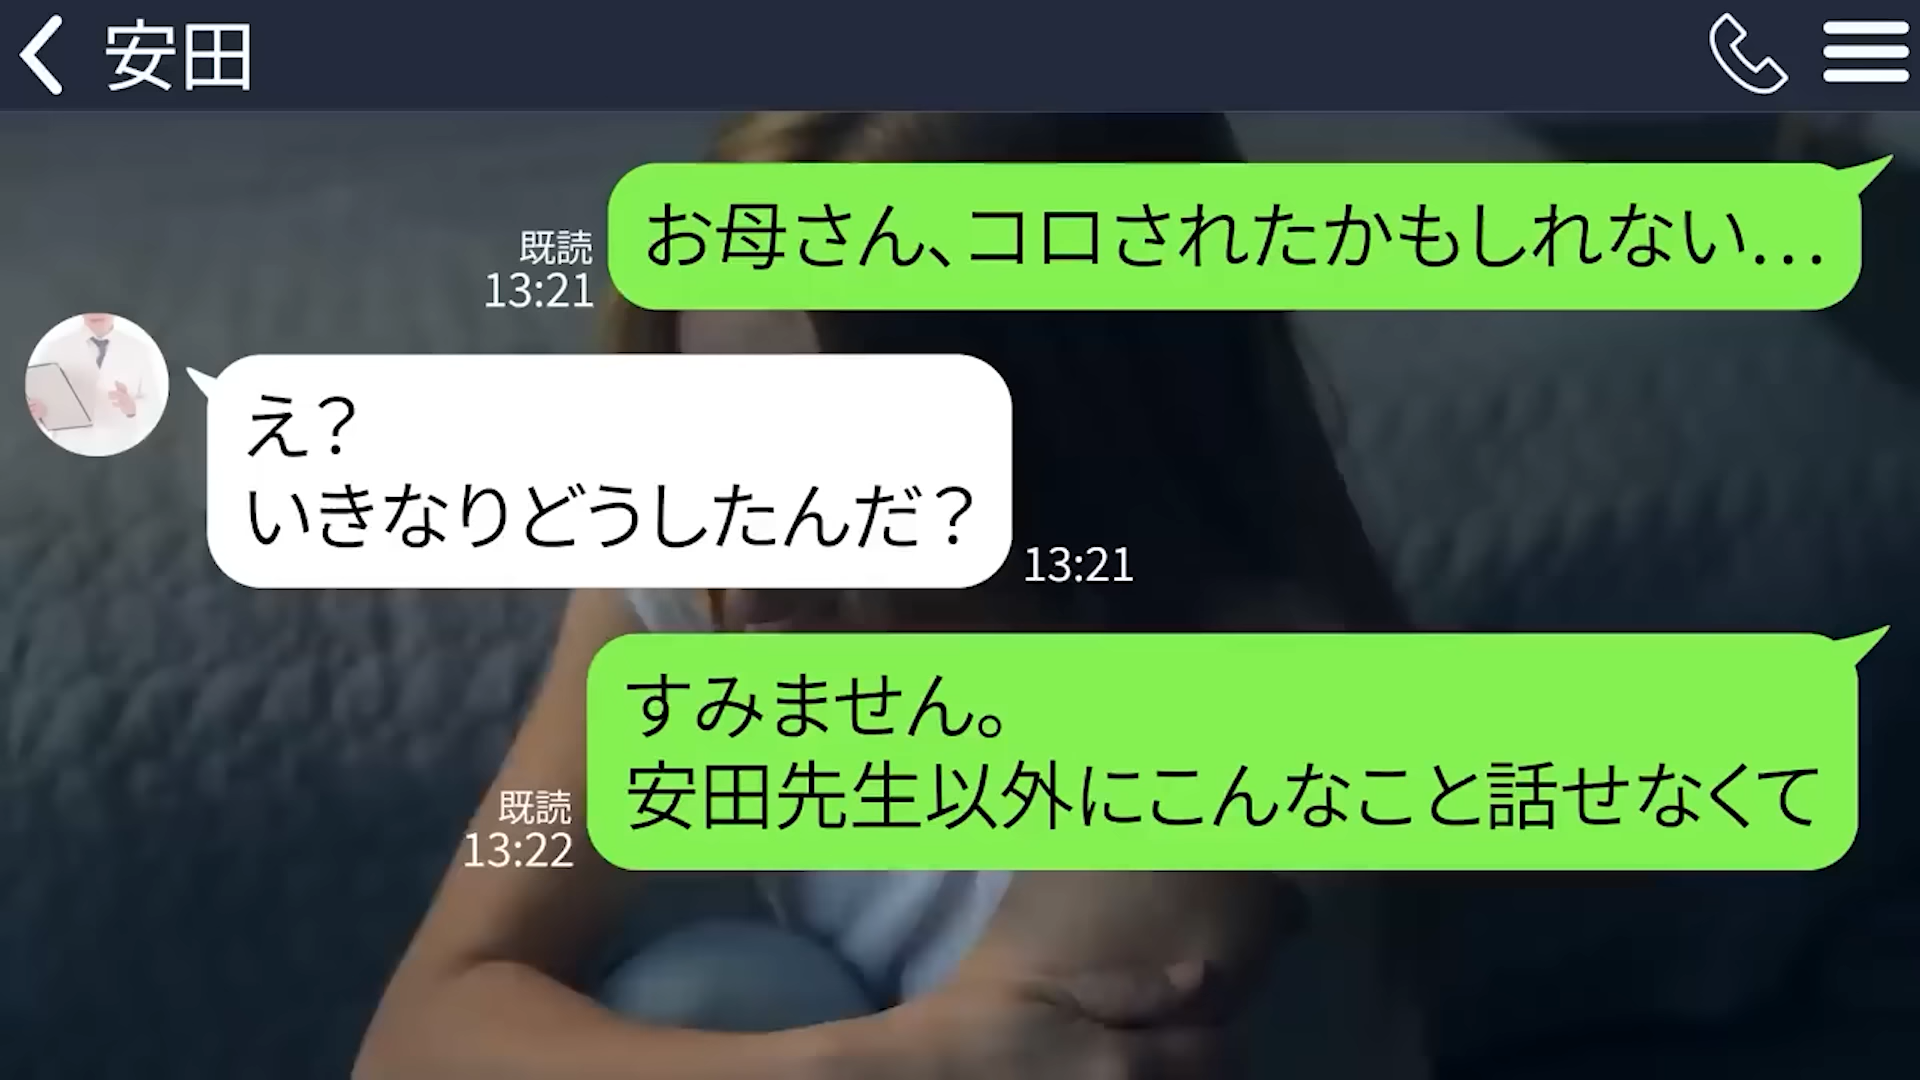 安田
お母さん、コロされたかもしれない…
既読
13:21
え？
いきなりどうしたんだ？
13:21
すみません。
安田先生以外にこんなこと話せなくて
既読
13:22